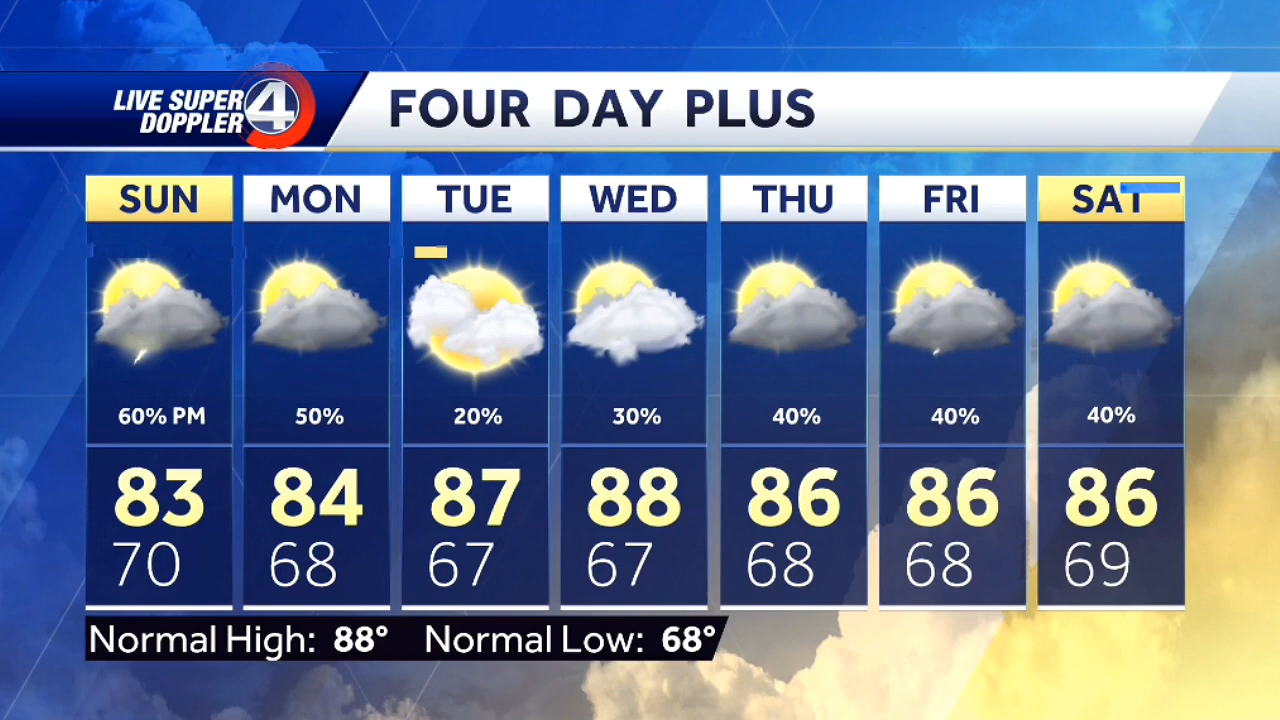 LIVE SUPER
DOPPLER 4
FOUR DAY PLUS
SUN MON TUE WED THU FRI SAT
60% PM 50% 20% 30% 40% 40% 40%
83 84 87 88 86 86 86
70 68 67 67 68 68 69
Normal High: 88° Normal Low: 68°